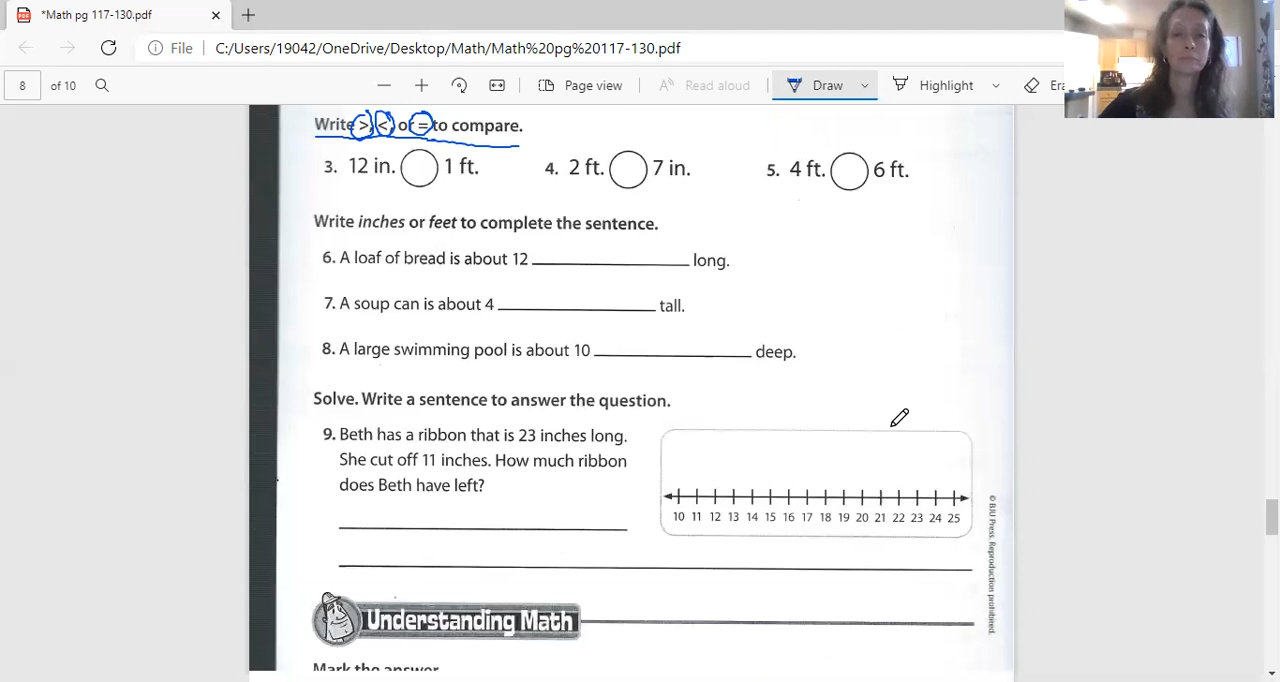 *Math pg 117-130.pdf
File C:/Users/19042/OneDrive/Desktop/Math/Math%20pg%20117-130.pdf
8 of 10 Page view Read aloud Draw Highlight
Write >, <, or = to compare.
3. 12 in. 1 ft. 4. 2 ft. 7 in. 5. 4 ft. 6 ft.
Write inches or feet to complete the sentence.
6. A loaf of bread is about 12 long.
7. A soup can is about 4 tall.
8. A large swimming pool is about 10 deep.
Solve. Write a sentence to answer the question.
9. Beth has a ribbon that is 23 inches long.
She cut off 11 inches. How much ribbon
does Beth have left?
10 11 12 13 14 15 16 17 18 19 20 21 22 23 24 25
© BJU Press. Reproduction prohibited.
Understanding Math
Mark the answer.